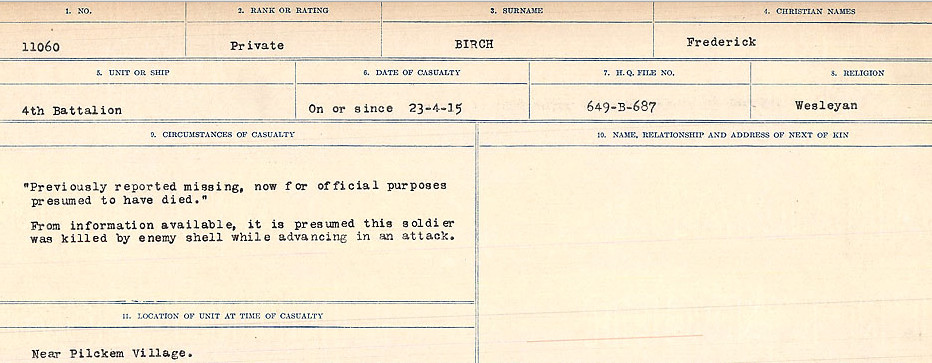 1. NO.
2. RANK OR RATING
3. SURNAME
4. CHRISTIAN NAMES
11060
Private
BIRCH
Frederick
5. UNIT OR SHIP
6. DATE OF CASUALTY
7. H.Q. FILE NO.
8. RELIGION
4th Battalion
On or since 23-4-15
649-B-687
Wesleyan
9. CIRCUMSTANCES OF CASUALTY
"Previously reported missing, now for official purposes
presumed to have died."
From information available, it is presumed this soldier
was killed by enemy shell while advancing in an attack.
10. NAME, RELATIONSHIP AND ADDRESS OF NEXT OF KIN
11. LOCATION OF UNIT AT TIME OF CASUALTY
Near Pilckem Village.